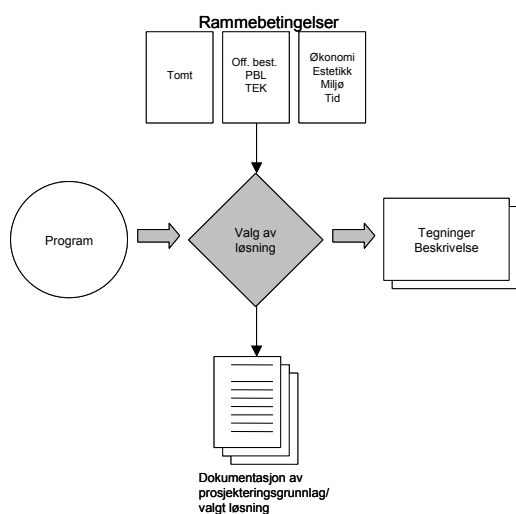 Rammebetingelser
Tomt
Off. best.
PBL
TEK
Økonomi
Estetikk
Miljø
Tid
Program
Valg av
løsning
Tegninger
Beskrivelse
Dokumentasjon av
prosjekteringsgrunnlag/
valgt løsning